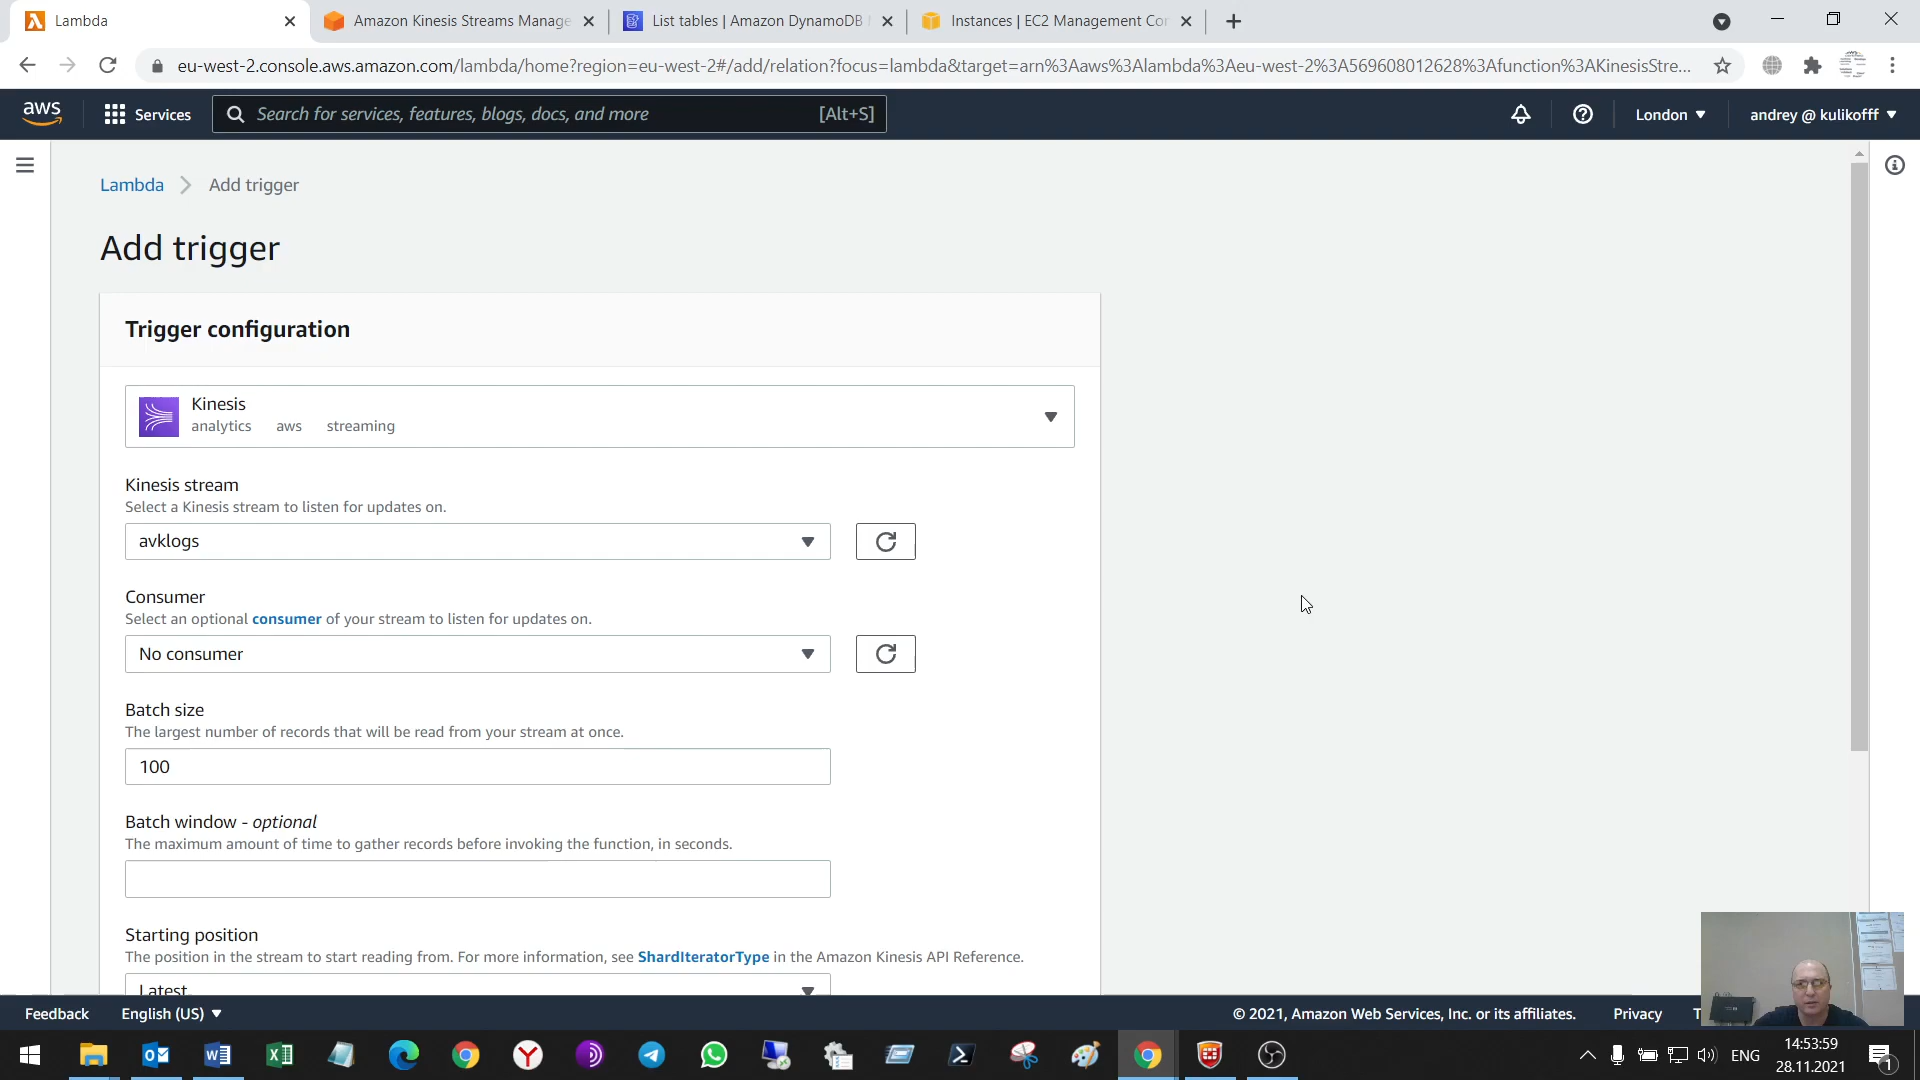 Lambda
Amazon Kinesis Streams Manage
List tables | Amazon DynamoDB
Instances | EC2 Management Co
eu-west-2.console.aws.amazon.com/lambda/home?region=eu-west-2#/add/relation?focus=lambda&target=arn%3Aaws%3Alambda%3Aeu-west-2%3A569608012628%3Afunction%3AKinesisStre...
aws
Services
Search for services, features, blogs, docs, and more
[Alt+S]
London
andrey @ kulikofff
Lambda
Add trigger
Add trigger
Trigger configuration
Kinesis
analytics aws streaming
Kinesis stream
Select a Kinesis stream to listen for updates on.
avklogs
Consumer
Select an optional consumer of your stream to listen for updates on.
No consumer
Batch size
The largest number of records that will be read from your stream at once.
100
Batch window - optional
The maximum amount of time to gather records before invoking the function, in seconds.
Starting position
The position in the stream to start reading from. For more information, see ShardIteratorType in the Amazon Kinesis API Reference.
Latest
Feedback
English (US)
© 2021, Amazon Web Services, Inc. or its affiliates.
Privacy
T
ENG
14:53:59
28.11.2021
1